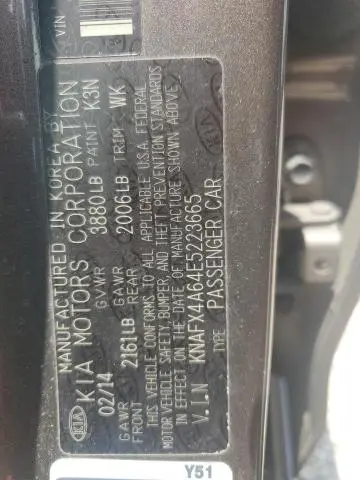 VIN
MANUFACTURED IN KOREA BY
KIA MOTORS CORPORATION
02/14 GVWR 3880LB PAINT K3N
GAWR FRONT 2161LB GAWR REAR 2006LB TRIM WK
THIS VEHICLE CONFORMS TO ALL APPLICABLE U.S.A. FEDERAL
MOTOR VEHICLE SAFETY, BUMPER, AND THEFT PREVENTION STANDARDS
IN EFFECT ON THE DATE OF MANUFACTURE SHOWN ABOVE.
V.I.N KNAFX4A64E5223665
TYPE PASSENGER CAR
KIA
Y51